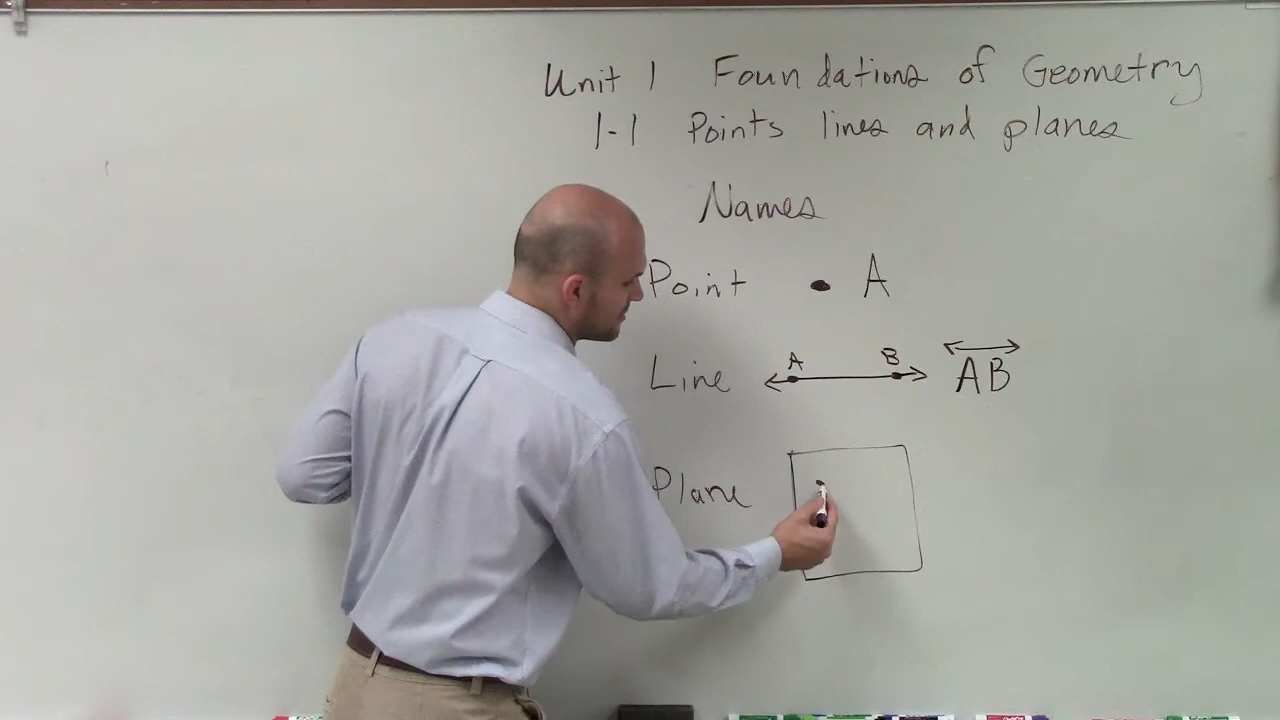 Unit 1 Foundations of Geometry
1-1 Points lines and planes
Names
Point A
Line A B AB
Plane